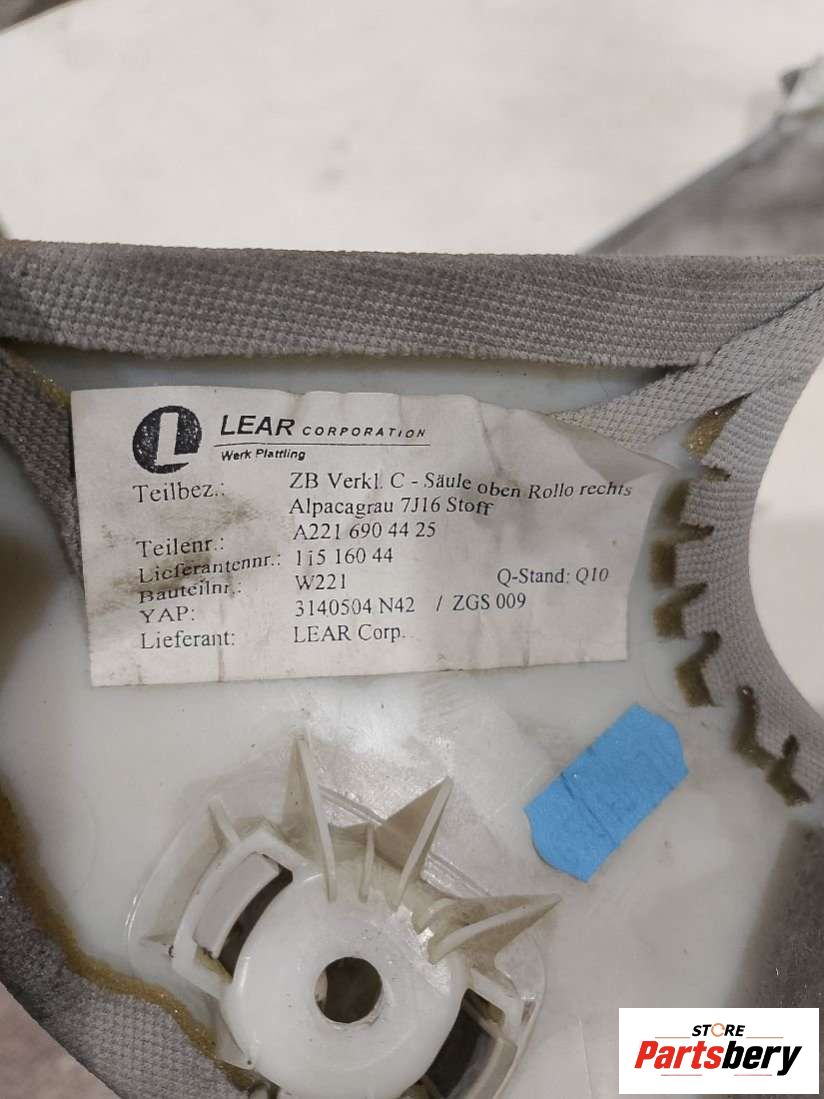 LEAR CORPORATION
Werk Plattling
Teilbez.: ZB Verkl. C - Säule oben Rollo rechts
Alpacagrau 7J16 Stoff
Teilenr.: A221 690 44 25
Lieferantennr.: 115 160 44
Bauteilnr.: W221 Q-Stand: Q10
YAP: 3140504 N42 / ZGS 009
Lieferant: LEAR Corp.
STORE
Partsbery